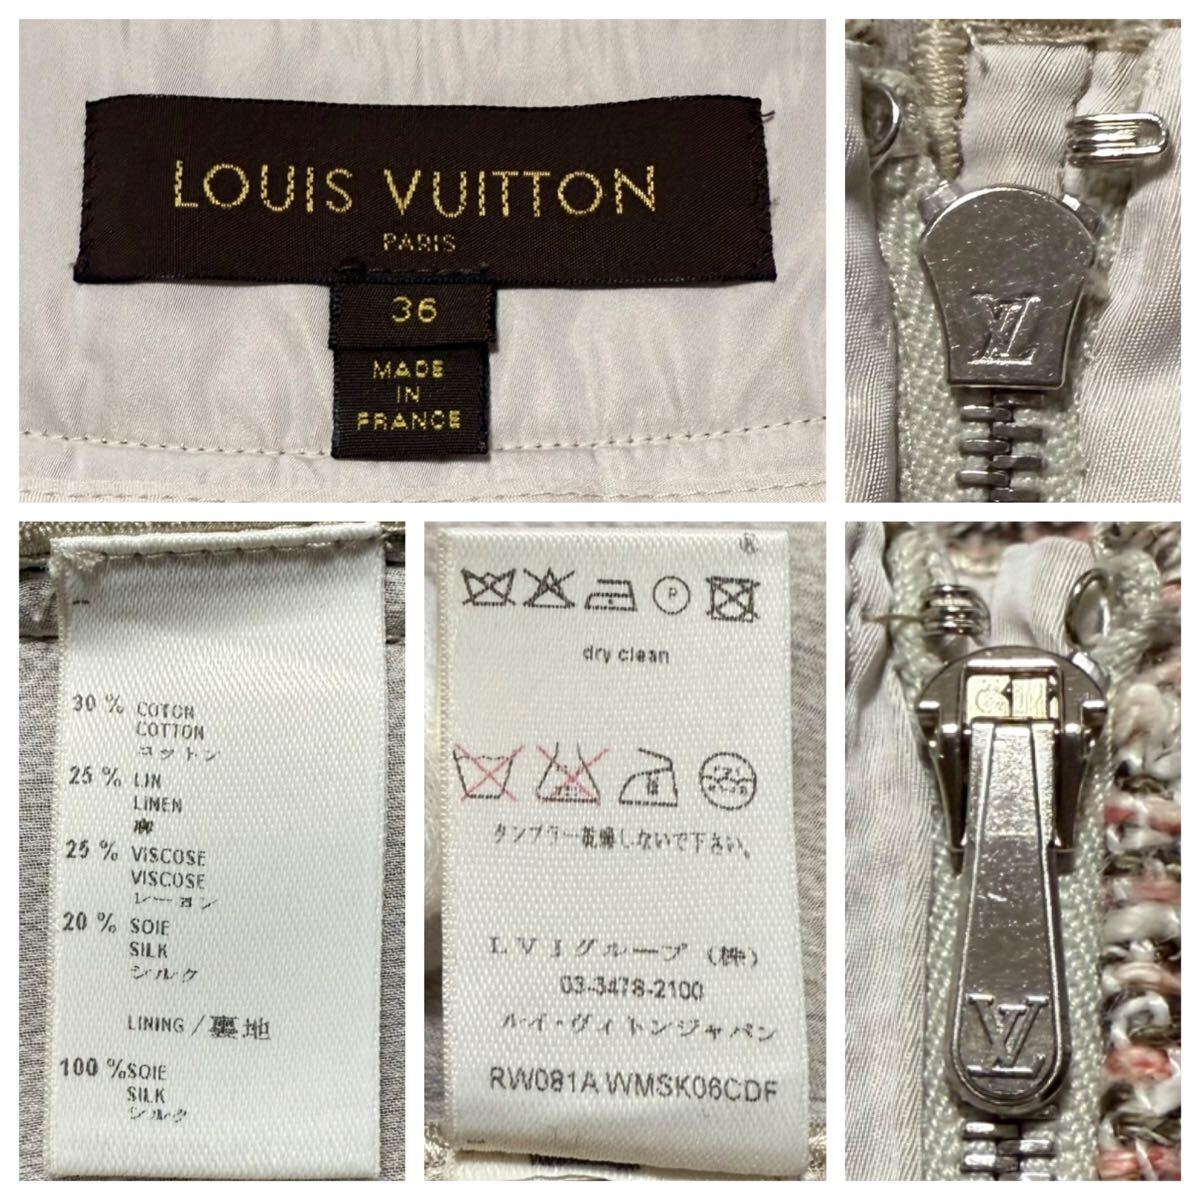 LOUIS VUITTON
PARIS
36
MADE
IN
FRANCE
LV
30 % COTON
COTTON
コットン
25 % LIN
LINEN
麻
25 % VISCOSE
VISCOSE
レーヨン
20 % SOIE
SILK
シルク
LINING / 裏地
100 % SOIE
SILK
シルク
P
dry clean
タンブラー乾燥しないで下さい。
LVJグループ (株)
03-3478-2100
ルイ・ヴィトンジャパン
RW081A WMSK06CDF
LV